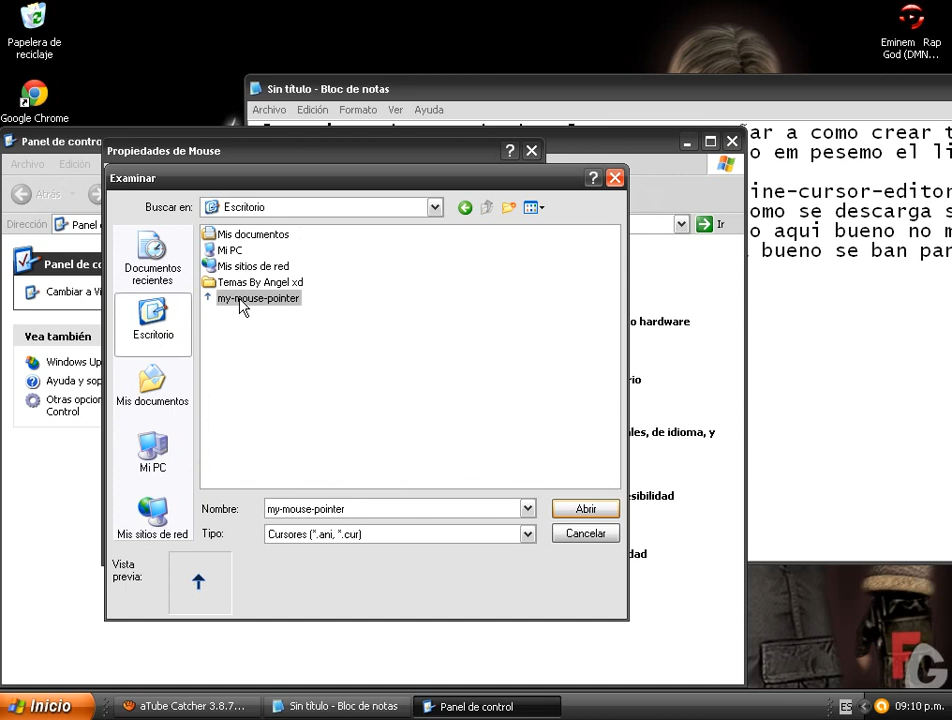 Papelera de
reciclaje
Google Chrome
Eminem Rap
God (DMN...
Sin título - Bloc de notas
Archivo Edición Formato Ver Ayuda
ar a como crear t
o em pesemo el li
ine-cursor-editor
omo se descarga s
o aqui bueno no m
bueno se ban par
Panel de contro
Archivo Edición
Atrás
Dirección Panel
Ir
Panel de co
Cambiar a Vi
Vea también
Windows Up
Ayuda y sop
Otras opcion
Control
o hardware
rio
les, de idioma, y
sesibilidad
dad
Propiedades de Mouse
Examinar
Buscar en: Escritorio
Documentos
recientes
Escritorio
Mis documentos
Mi PC
Mis sitios de red
Mis documentos
Mi PC
Mis sitios de red
Temas By Angel xd
my-mouse-pointer
Nombre: my-mouse-pointer Abrir
Tipo: Cursores (*.ani, *.cur) Cancelar
Vista
previa:
Inicio
aTube Catcher 3.8.7...
Sin título - Bloc de notas
Panel de control
ES
09:10 p.m.